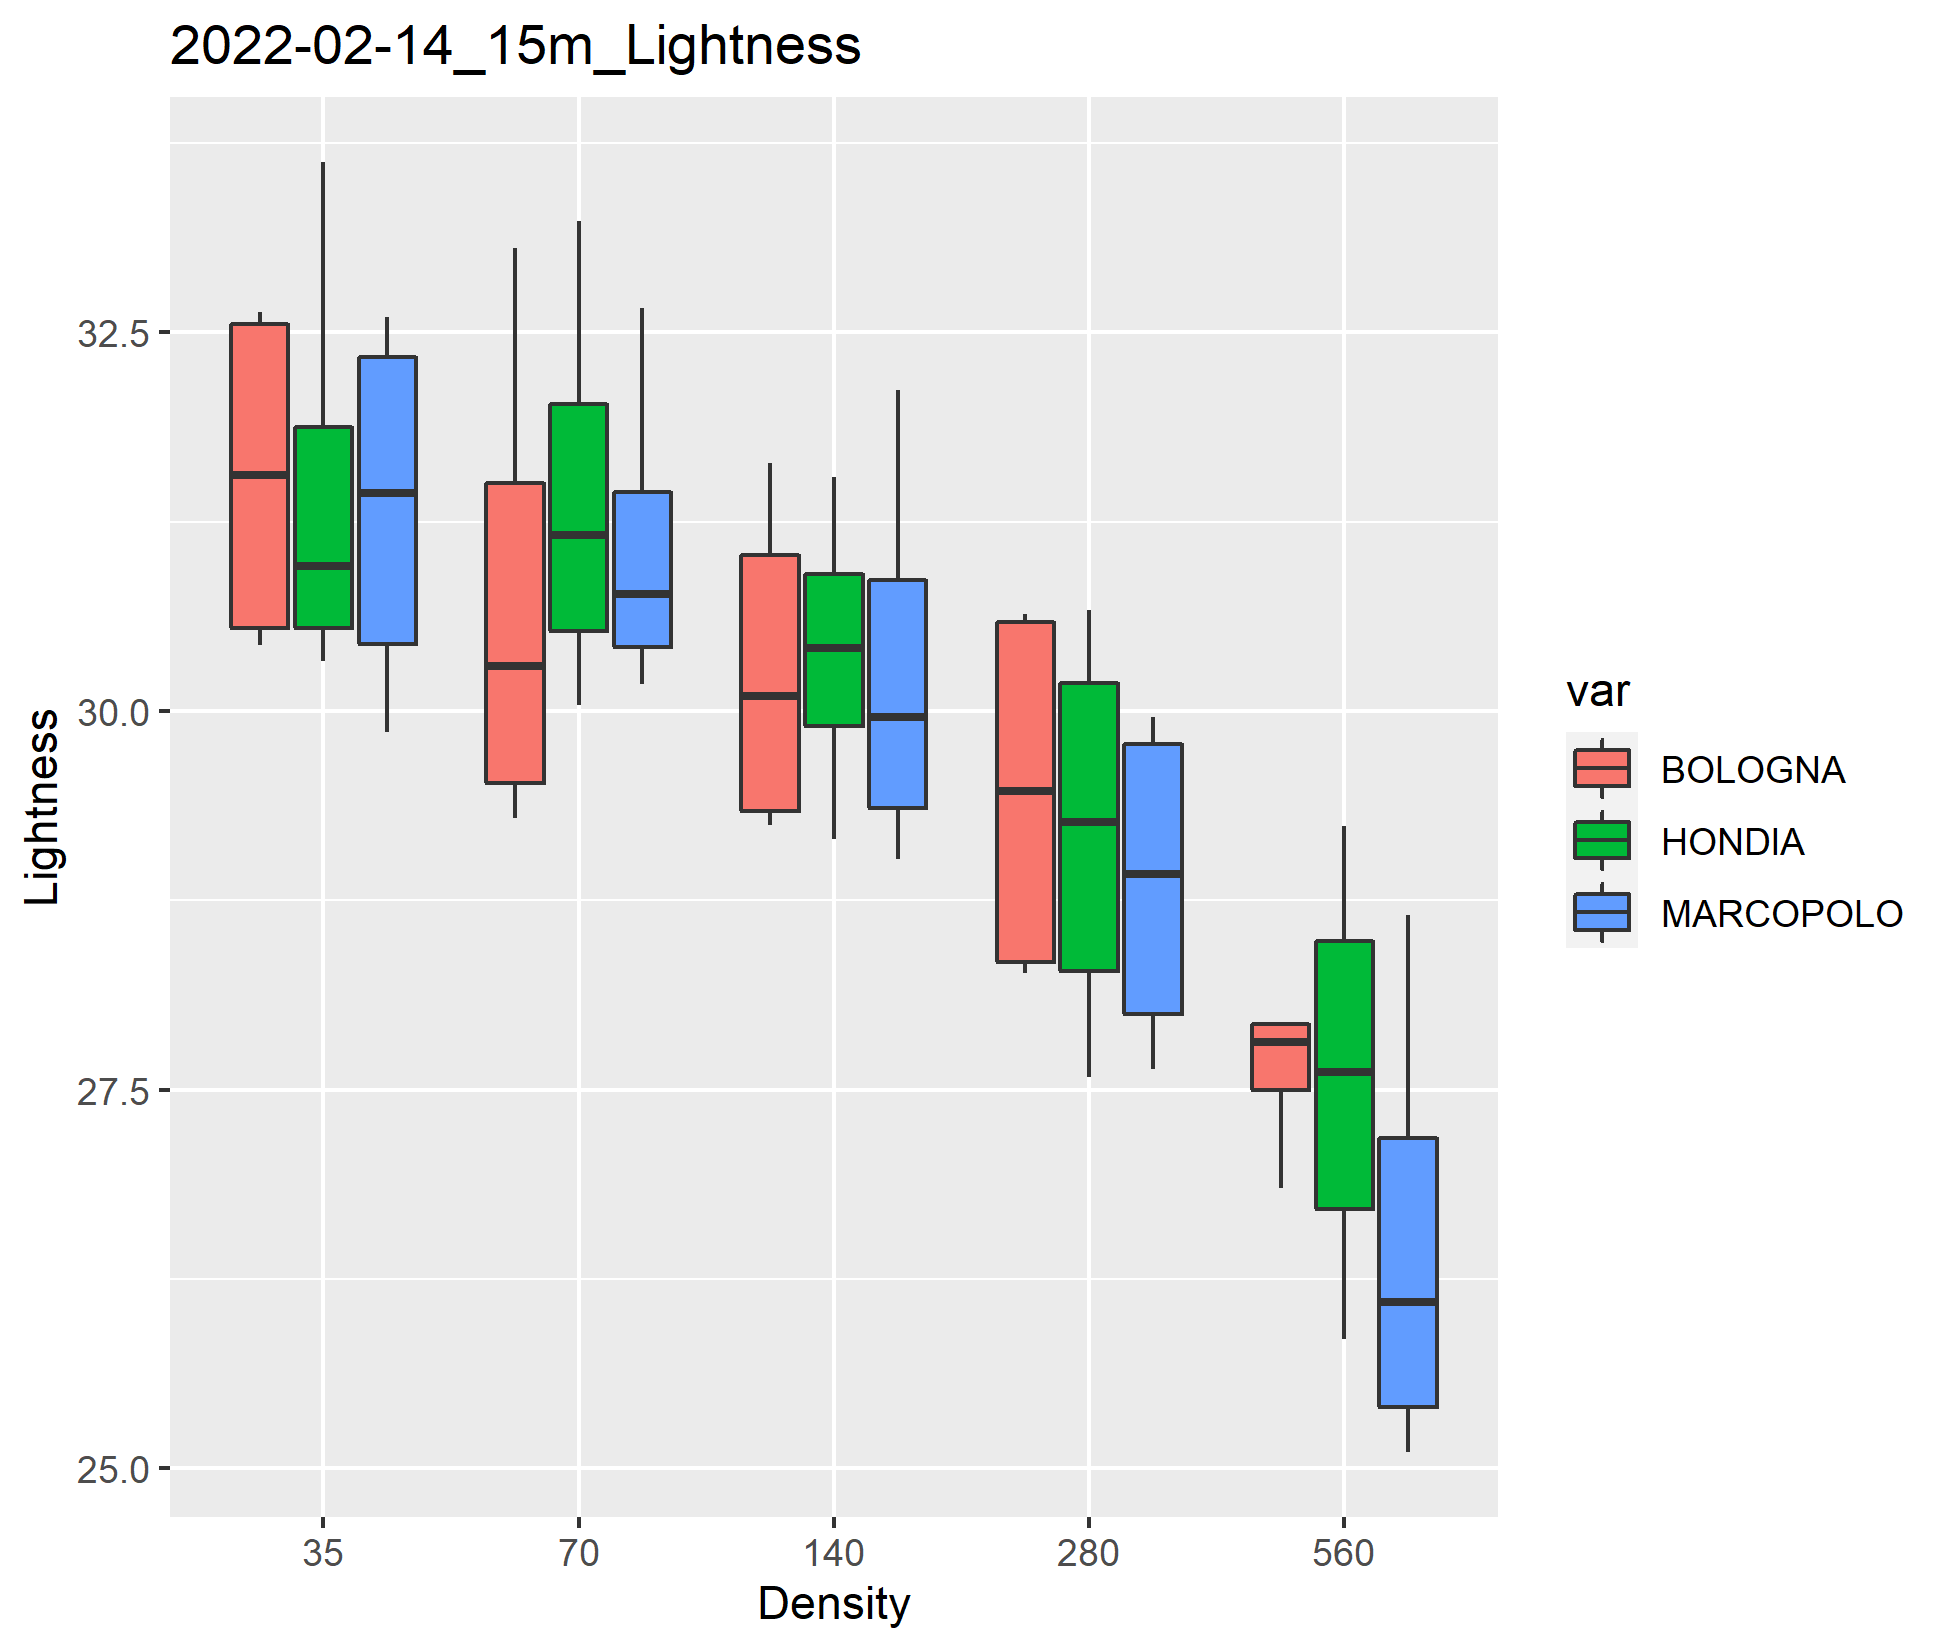 2022-02-14_15m_Lightness
Lightness
32.5
30.0
27.5
25.0
35 70 140 280 560
Density
var
BOLOGNA
HONDIA
MARCOPOLO